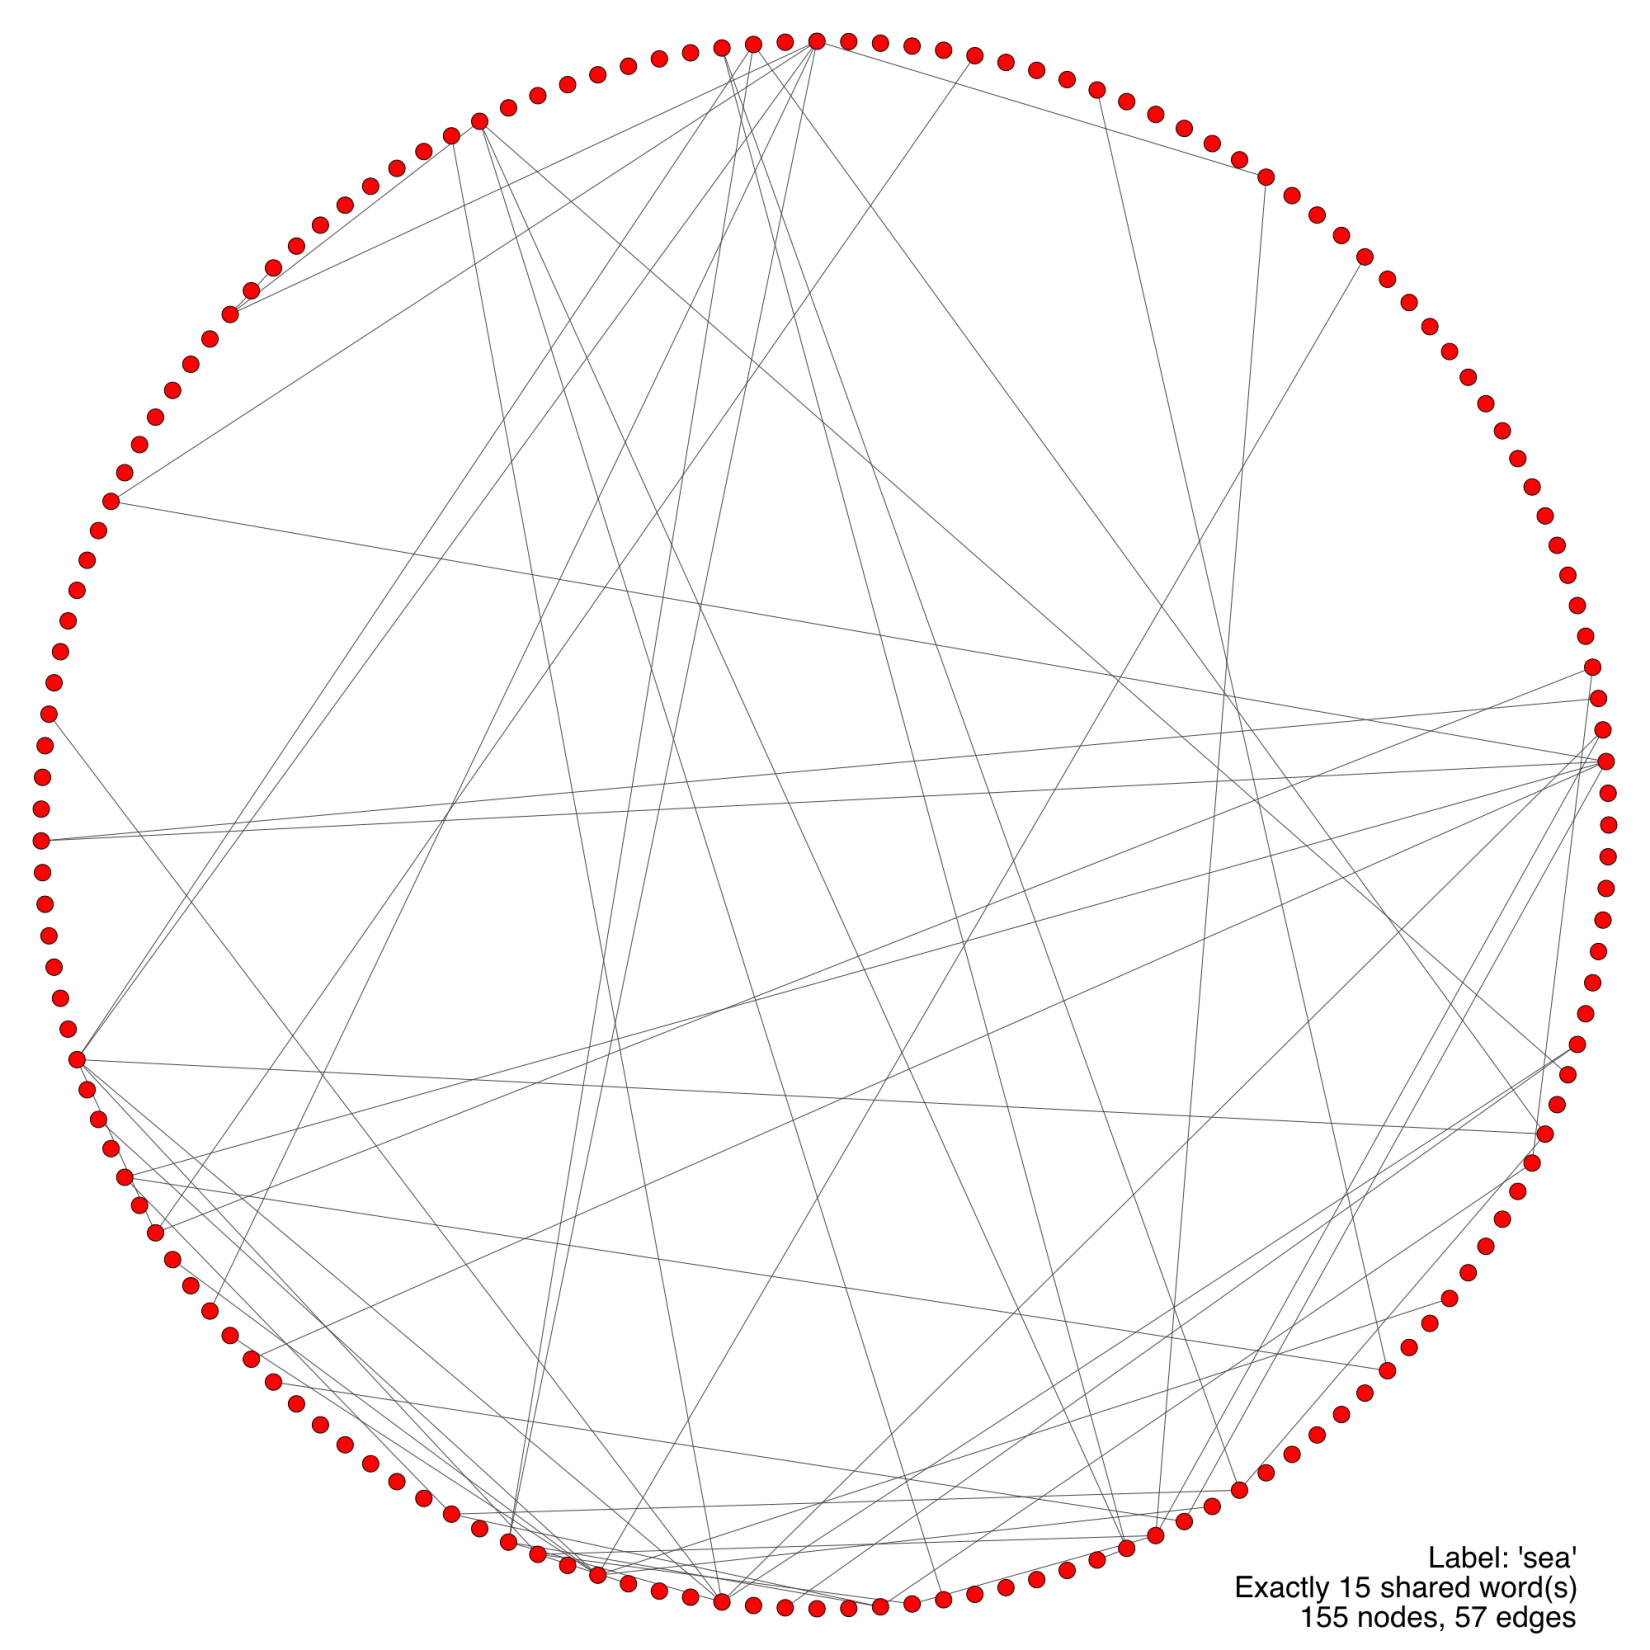 Label: 'sea'
Exactly 15 shared word(s)
155 nodes, 57 edges